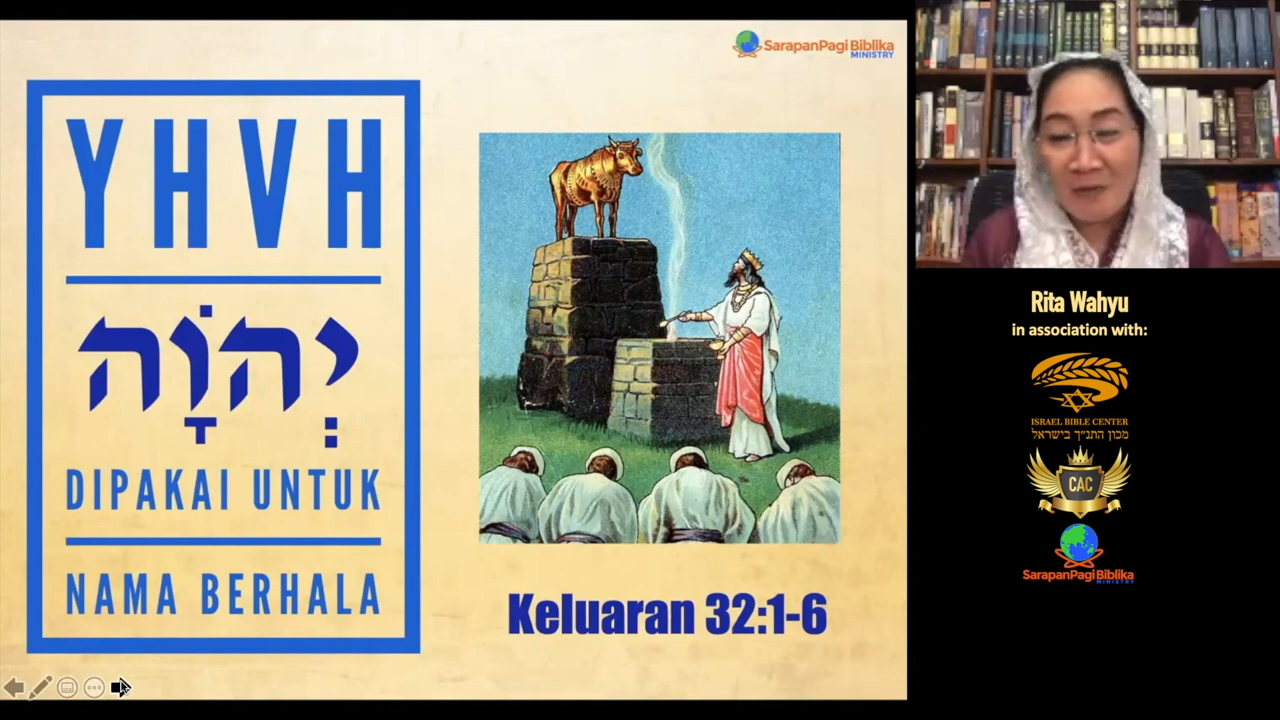 SarapanPagi Biblika
MINISTRY
YHVH
יְהוָֹה
DIPAKAI UNTUK
NAMA BERHALA
Keluaran 32:1-6
Rita Wahyu
in association with:
ISRAEL BIBLE CENTER
מכון התנ״ך בישראל
CAC
SarapanPagi Biblika
MINISTRY